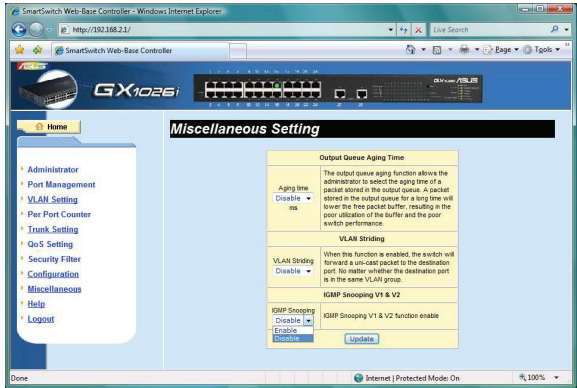 SmartSwitch Web-Base Controller - Windows Internet Explorer
http://192.168.2.1/
Live Search
SmartSwitch Web-Base Controller
Page
Tools
GX1026i
Home
Miscellaneous Setting
Administrator
Port Management
VLAN Setting
Per Port Counter
Trunk Setting
QoS Setting
Security Filter
Configuration
Miscellaneous
Help
Logout
Output Queue Aging Time
Aging time
Disable
ms
The output queue aging function allows the
administrator to select the aging time of a
packet stored in the output queue. A packet
stored in the output queue for a long time will
lower the free packet buffer, resulting in the
poor utilization of the buffer and the poor
switch performance.
VLAN Striding
VLAN Striding
Disable
When this function is enabled, the switch will
forward a uni-cast packet to the destination
port. No matter whether the destination port
is in the same VLAN group.
IGMP Snooping V1 & V2
IGMP Snooping
Disable
Enable
Disable
IGMP Snooping V1 & V2 function enable
Update
Done
Internet | Protected Mode: On
100%